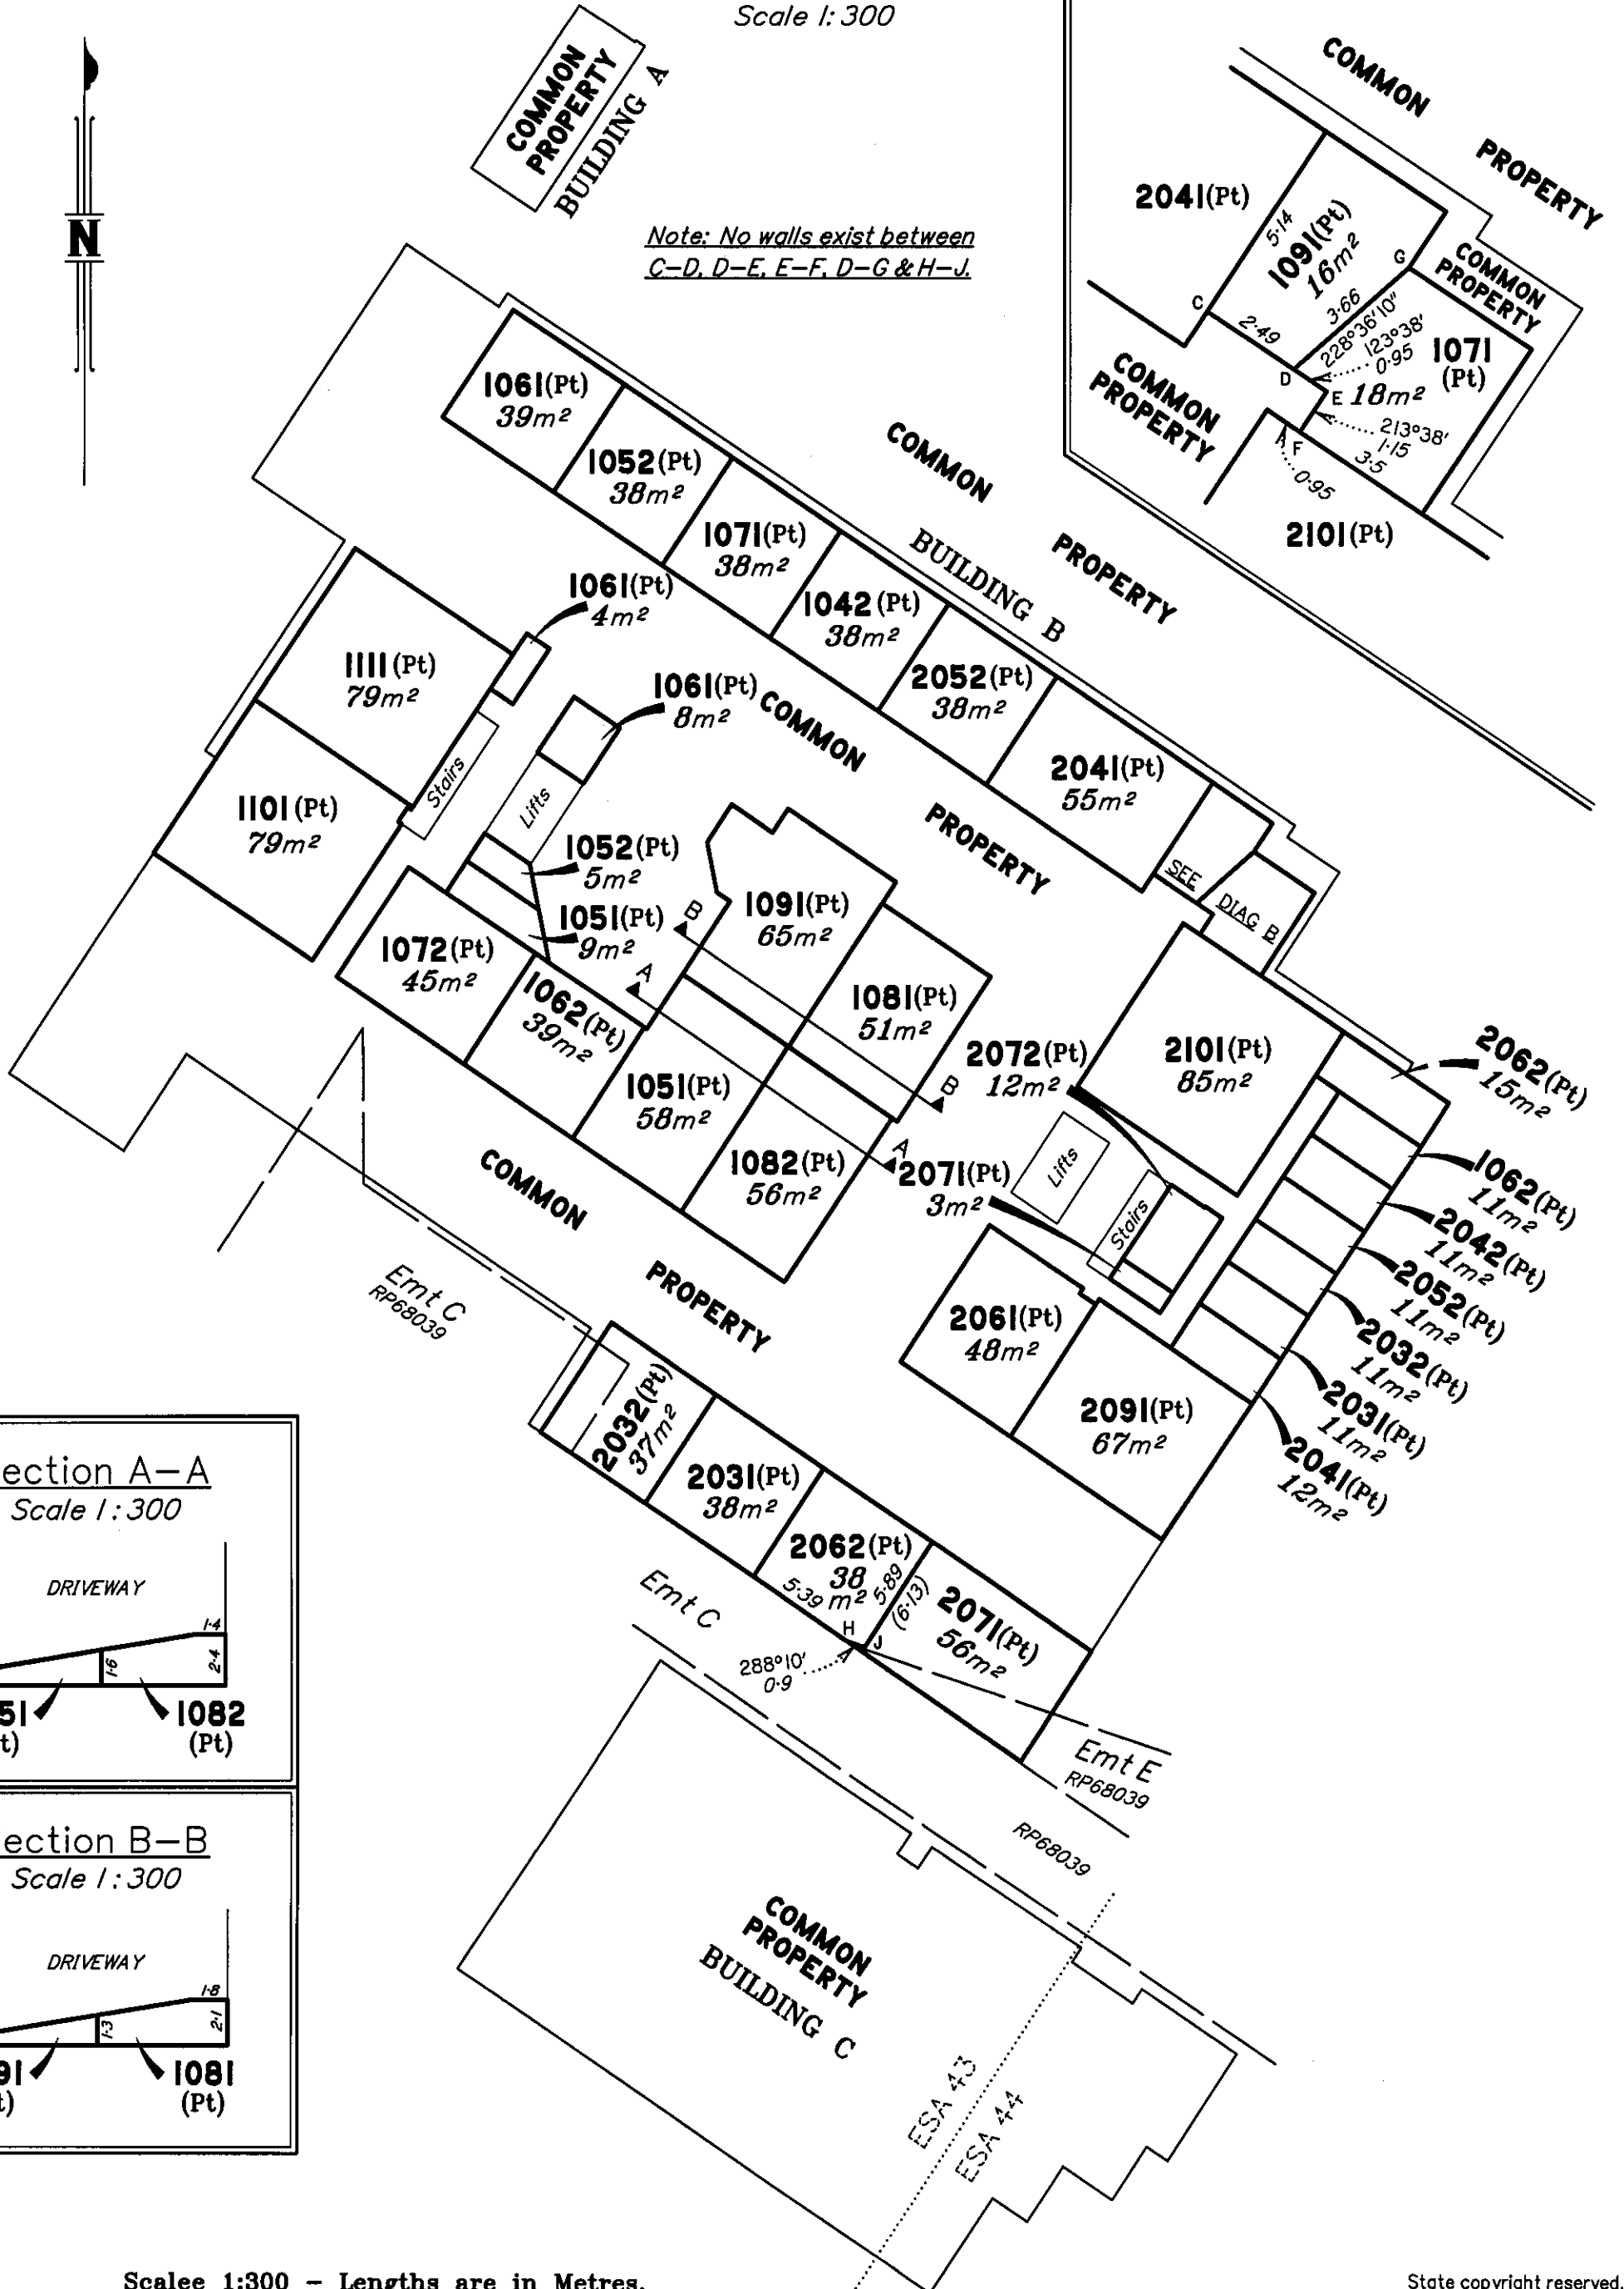 Scale 1:300
COMMON
PROPERTY
BUILDING A
N
Note: No walls exist between
C-D, D-E, E-F, D-G & H-J.
COMMON
PROPERTY
2041(Pt)
5·14
1091(Pt)
16m²
G
COMMON
PROPERTY
C
2·49
3·66
228°36'10"
123°38'
0·95
1071
(Pt)
D
E
18m²
COMMON
PROPERTY
213°38'
1·15
F
3·5
0·95
2101(Pt)
1061(Pt)
39m²
1052(Pt)
38m²
1071(Pt)
38m²
1042(Pt)
38m²
2052(Pt)
38m²
2041(Pt)
55m²
COMMON
PROPERTY
BUILDING B
SEE
DIAG B
1061(Pt)
4m²
1111(Pt)
79m²
1061(Pt)
8m²
COMMON
PROPERTY
Stairs
Lifts
1101(Pt)
79m²
1052(Pt)
5m²
1051(Pt)
9m²
B
1091(Pt)
65m²
1072(Pt)
45m²
A
1062(Pt)
39m²
1081(Pt)
51m²
1051(Pt)
58m²
B
2072(Pt)
12m²
2101(Pt)
85m²
2062(Pt)
15m²
1082(Pt)
56m²
A
2071(Pt)
3m²
Lifts
Stairs
1062(Pt)
11m²
2042(Pt)
11m²
2052(Pt)
11m²
2032(Pt)
11m²
2031(Pt)
11m²
2041(Pt)
12m²
COMMON
PROPERTY
Emt C
RP68039
2061(Pt)
48m²
2091(Pt)
67m²
2032(Pt)
37m²
2031(Pt)
38m²
2062(Pt)
38
m²
5·39
5·89
(6·13)
2071(Pt)
56m²
H
J
Emt C
288°10'
0·9
Emt E
RP68039
RP68039
ection A-A
Scale 1:300
DRIVEWAY
1·4
1·6
2·4
51
t)
1082
(Pt)
ection B-B
Scale 1:300
DRIVEWAY
1·8
1·3
2·1
91
t)
1081
(Pt)
COMMON
PROPERTY
BUILDING C
ESA 43
ESA 44
Scalee 1:300 - Lengths are in Metres.
State copyright reserved.